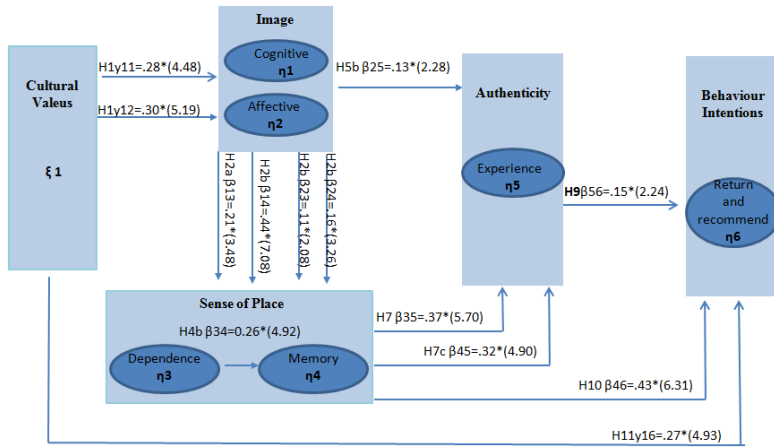 Image
Cognitive
η1
Affective
η2
Cultural
Valeus
ξ 1
H1y11=.28*(4.48)
H1y12=.30*(5.19)
H5b β25=.13*(2.28)
Authenticity
Experience
η5
Behaviour
Intentions
Return
and
recommend
η6
H9β56=.15*(2.24)
H2a β13=.21*(3.48)
H2b β14=.44*(7.08)
H2b β23=.11*(2.08)
H2b β24=.16*(3.26)
Sense of Place
H4b β34=0.26*(4.92)
Dependence
η3
Memory
η4
H7 β35=.37*(5.70)
H7c β45=.32*(4.90)
H10 β46=.43*(6.31)
H11y16=.27*(4.93)